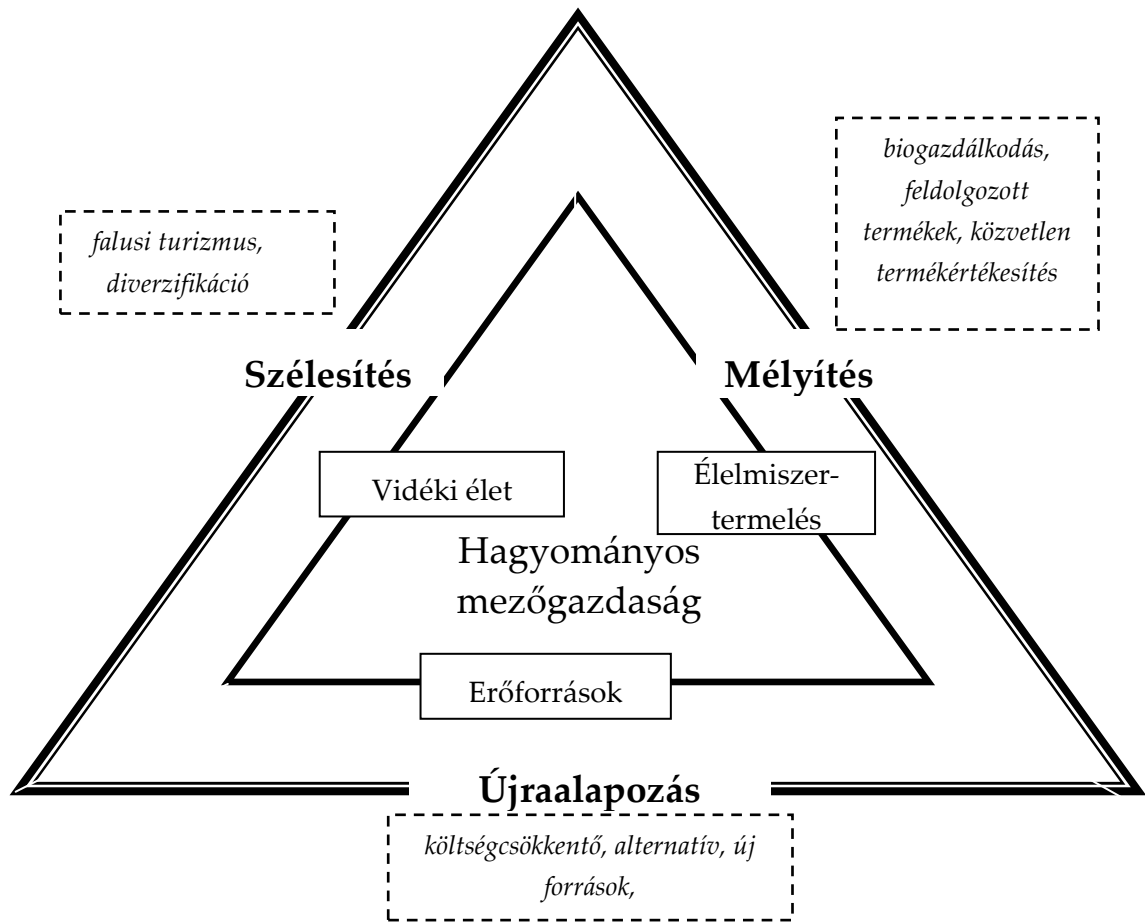 biogazdálkodás,
feldolgozott
termékek, közvetlen
termékértékesítés
falusi turizmus,
diverzifikáció
Szélesítés
Mélyítés
Vidéki élet
Élelmiszer-
termelés
Hagyományos
mezőgazdaság
Erőforrások
Újraalapozás
költségcsökkentő, alternatív, új
források,